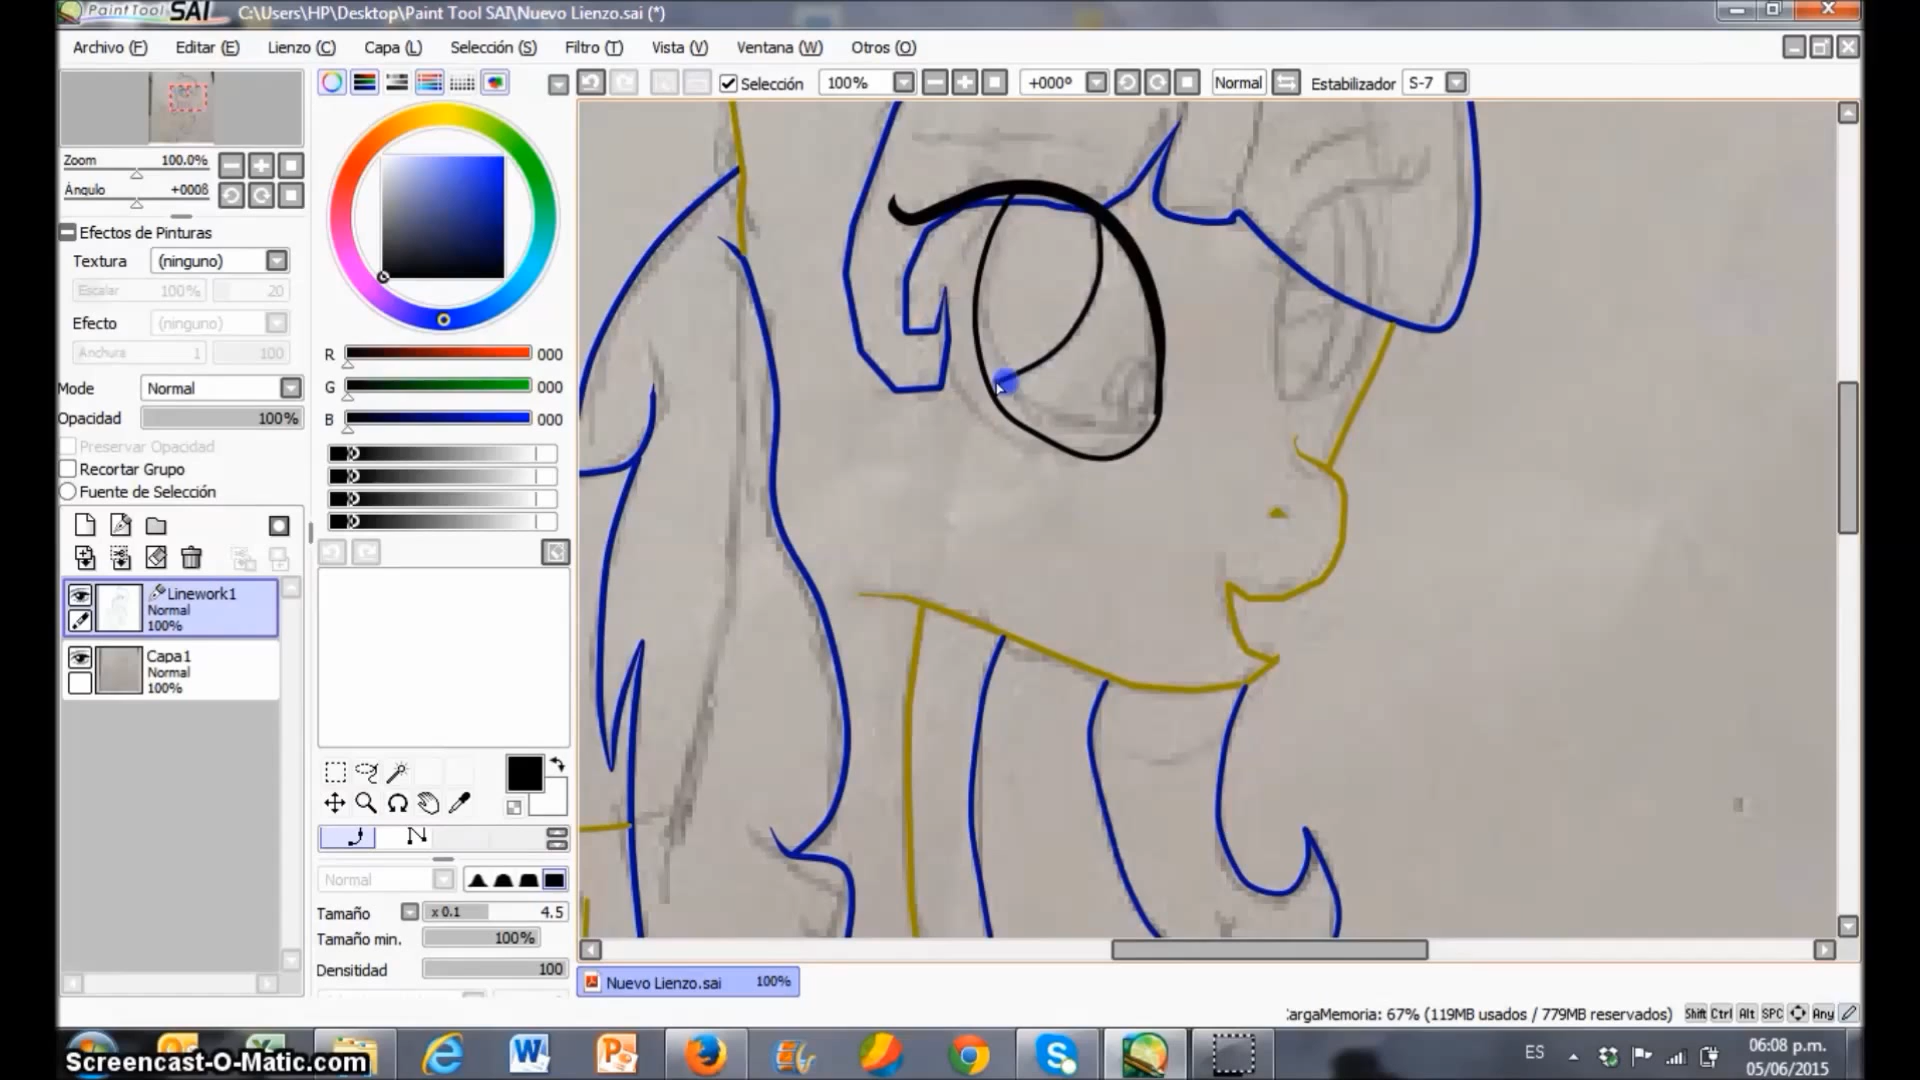 PaintTool SAI C:\Users\HP\Desktop\Paint Tool SAI\Nuevo Lienzo.sai (*)
Archivo (F) Editar (E) Lienzo (C) Capa (L) Selección (S) Filtro (T) Vista (V) Ventana (W) Otros (O)
Selección 100% +000º Normal Estabilizador S-7
Zoom 100.0%
Ángulo +000ß
Efectos de Pinturas
Textura (ninguno)
Escalar 100% 20
Efecto (ninguno)
Anchura 1 100
Mode Normal
Opacidad 100%
Preservar Opacidad
Recortar Grupo
Fuente de Selección
R 000
G 000
B 000
Linework1
Normal
100%
Capa1
Normal
100%
Normal
Tamaño x 0.1 4.5
Tamaño min. 100%
Densitidad 100
Nuevo Lienzo.sai 100%
CargaMemoria: 67% (119MB usados / 779MB reservados) Shift Ctrl Alt SPC Any
Screencast-O-Matic.com
ES
06:08 p.m.
05/06/2015